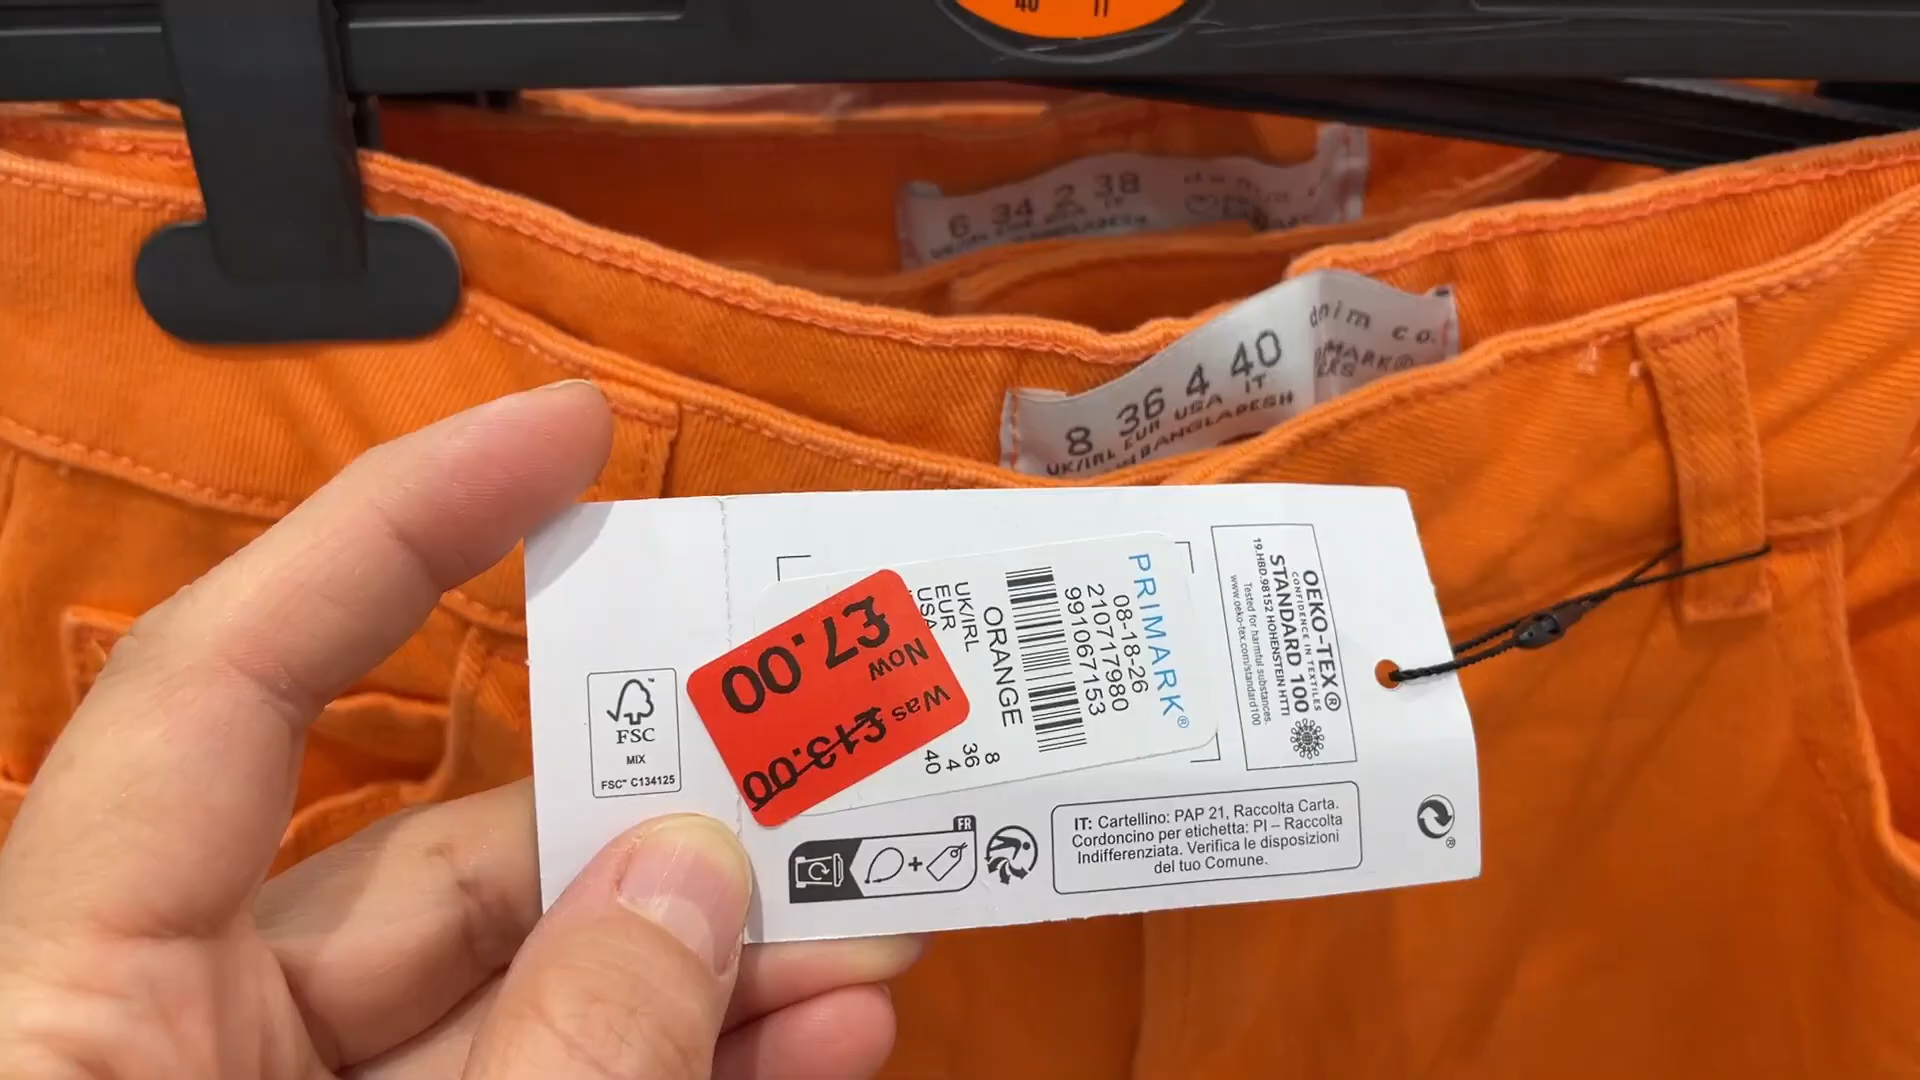 40 IT
6 34 2 38
8 36 4 40
UK/IRL EUR USA IT
BANGLADESH
denim co.
PRIMARK®
08-18-26
210717980
991067153
ORANGE
UK/IRL 8
EUR 36
USA 4
40
Was £13.00
Now £7.00
OEKO-TEX®
CONFIDENCE IN TEXTILES
STANDARD 100
19.HBD.98152 HOHENSTEIN HTTI
Tested for harmful substances.
www.oeko-tex.com/standard100
FSC
MIX
FSC™ C134125
FR
+
IT: Cartellino: PAP 21, Raccolta Carta.
Cordoncino per etichetta: PI – Raccolta
Indifferenziata. Verifica le disposizioni
del tuo Comune.